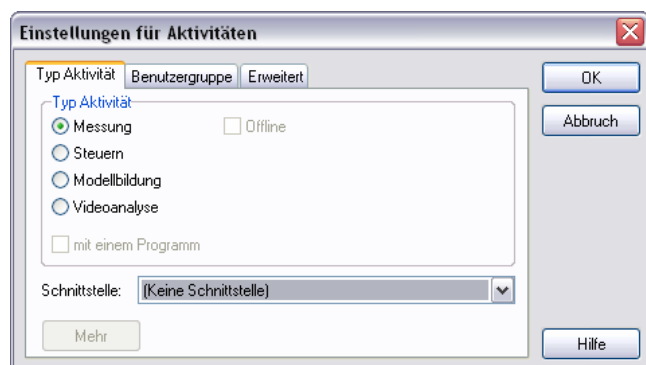 Einstellungen für Aktivitäten
Typ Aktivität Benutzergruppe Erweitert
Typ Aktivität
Messung Offline
Steuern
Modellbildung
Videoanalyse
mit einem Programm
Schnittstelle: (Keine Schnittstelle)
Mehr
OK
Abbruch
Hilfe